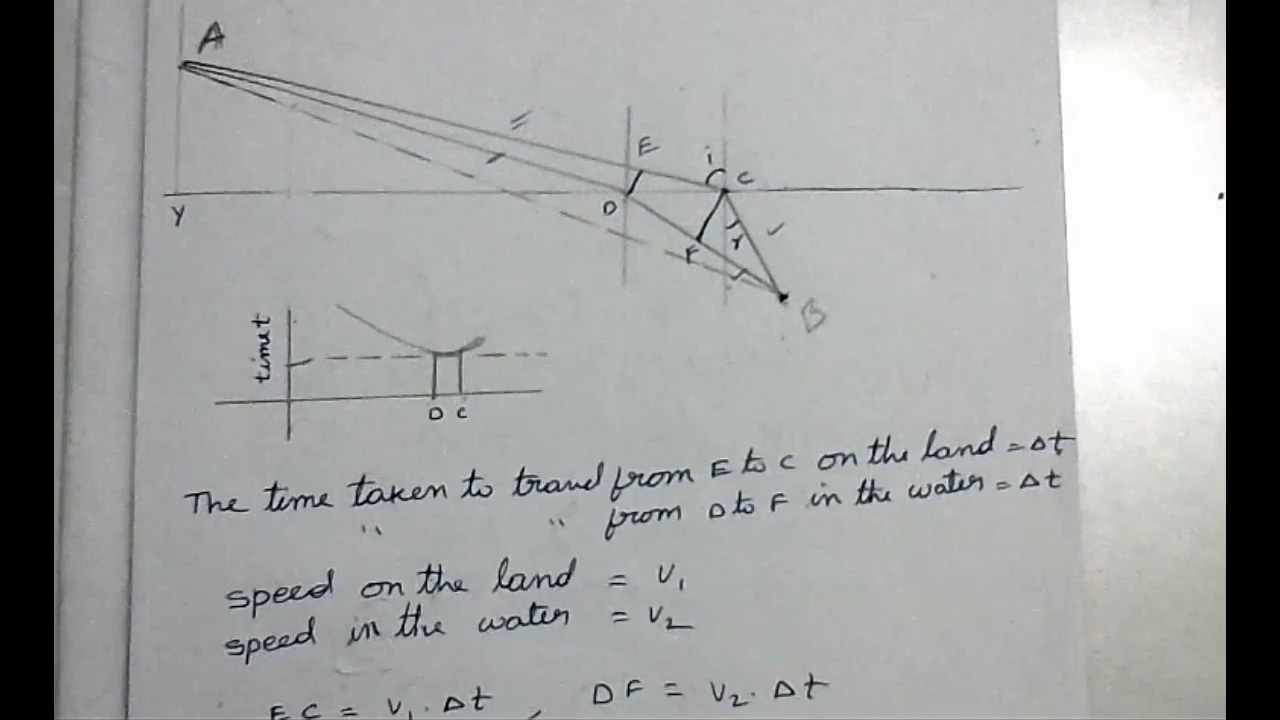 A
E
i
C
Y
D
F
r
B
time t
D C
The time taken to travel from E to C on the land = Δt
" " from D to F in the water = Δt
speed on the land = V₁
speed in the water = V₂
EC = V₁. Δt , DF = V₂. Δt